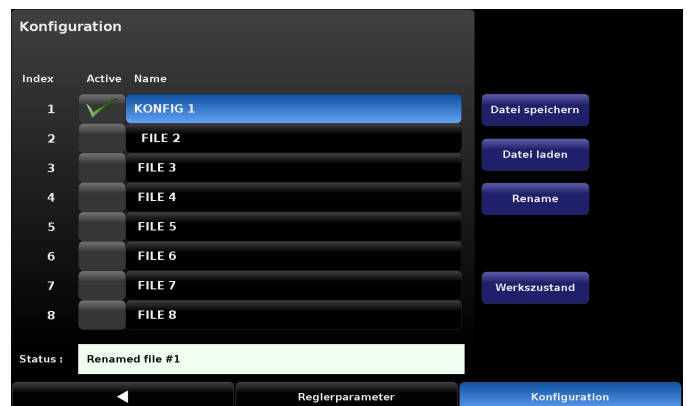 Konfiguration
Index Active Name
1 KONFIG 1 Datei speichern
2 FILE 2
Datei laden
3 FILE 3
4 FILE 4 Rename
5 FILE 5
6 FILE 6
7 FILE 7 Werkszustand
8 FILE 8
Status : Renamed file #1
Reglerparameter Konfiguration